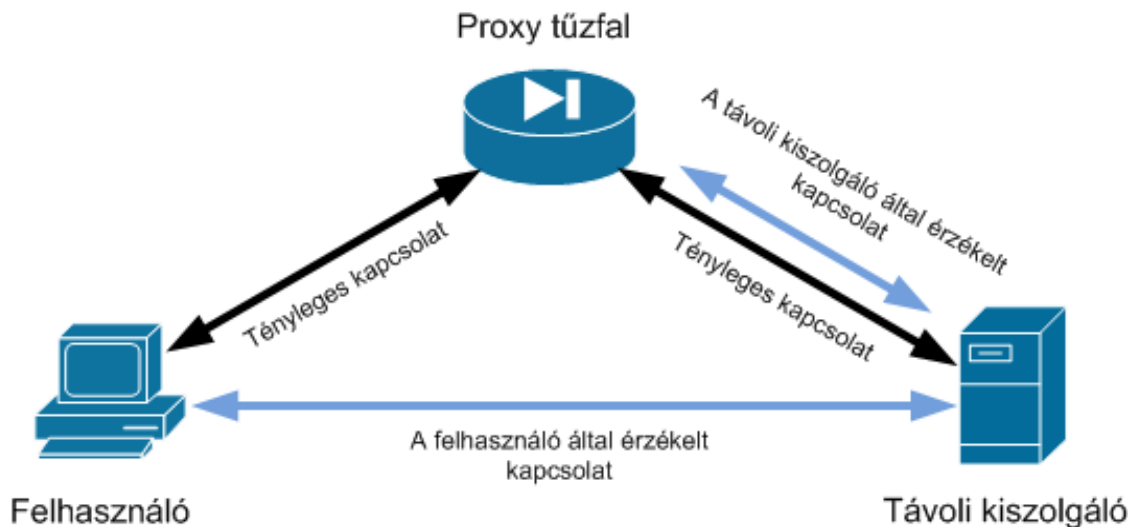 Proxy tűzfal
A távoli kiszolgáló által érzékelt
kapcsolat
Tényleges kapcsolat
Tényleges kapcsolat
A felhasználó által érzékelt
kapcsolat
Felhasználó
Távoli kiszolgáló